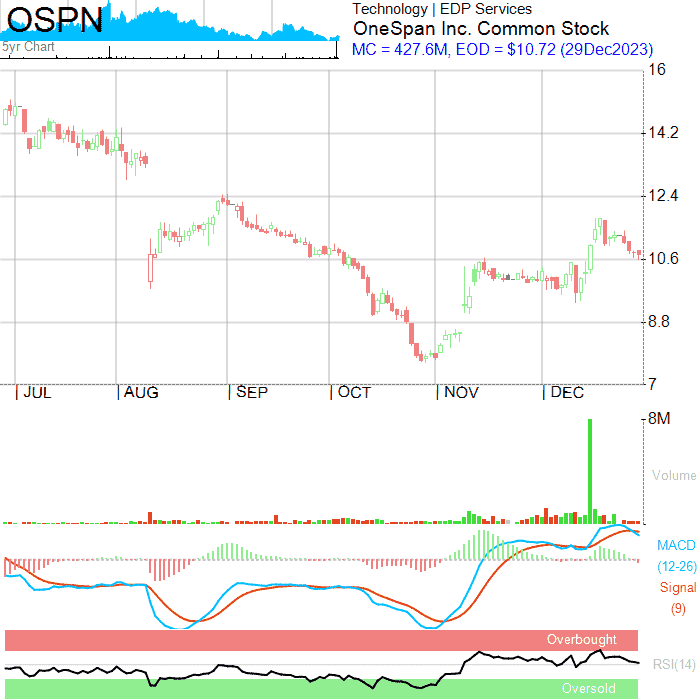 OSPN
5yr Chart
Technology | EDP Services
OneSpan Inc. Common Stock
MC = 427.6M, EOD = $10.72 (29Dec2023)
16
14.2
12.4
10.6
8.8
7
JUL
AUG
SEP
OCT
NOV
DEC
8M
Volume
MACD
(12-26)
Signal
(9)
Overbought
RSI(14)
Oversold